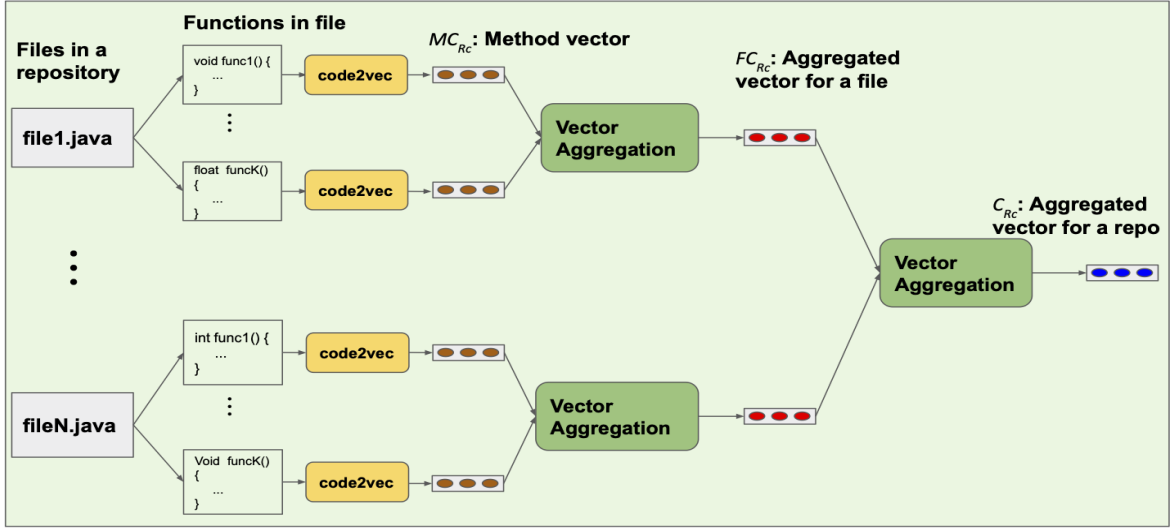 Files in a
repository
Functions in file
MC_Rc: Method vector
FC_Rc: Aggregated
vector for a file
C_Rc: Aggregated
vector for a repo
file1.java
void func1() {
...
}
code2vec
float funcK()
{
...
}
code2vec
Vector
Aggregation
Vector
Aggregation
fileN.java
int func1() {
...
}
code2vec
Void funcK()
{
...
}
code2vec
Vector
Aggregation